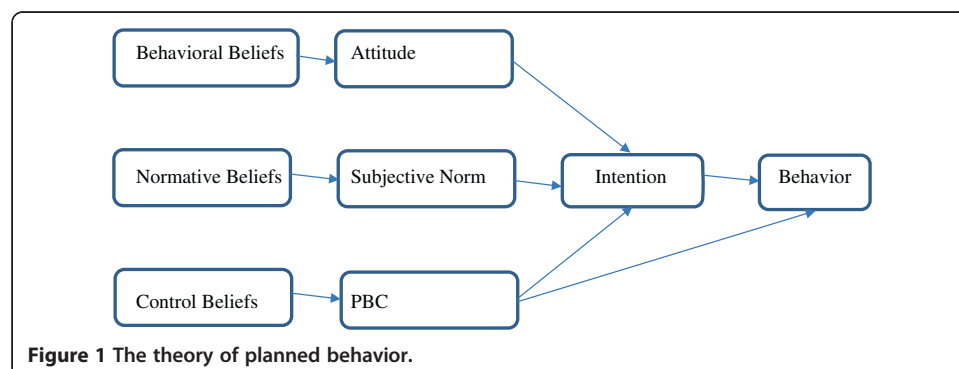 Behavioral Beliefs
Attitude
Normative Beliefs
Subjective Norm
Intention
Behavior
Control Beliefs
PBC
Figure 1 The theory of planned behavior.